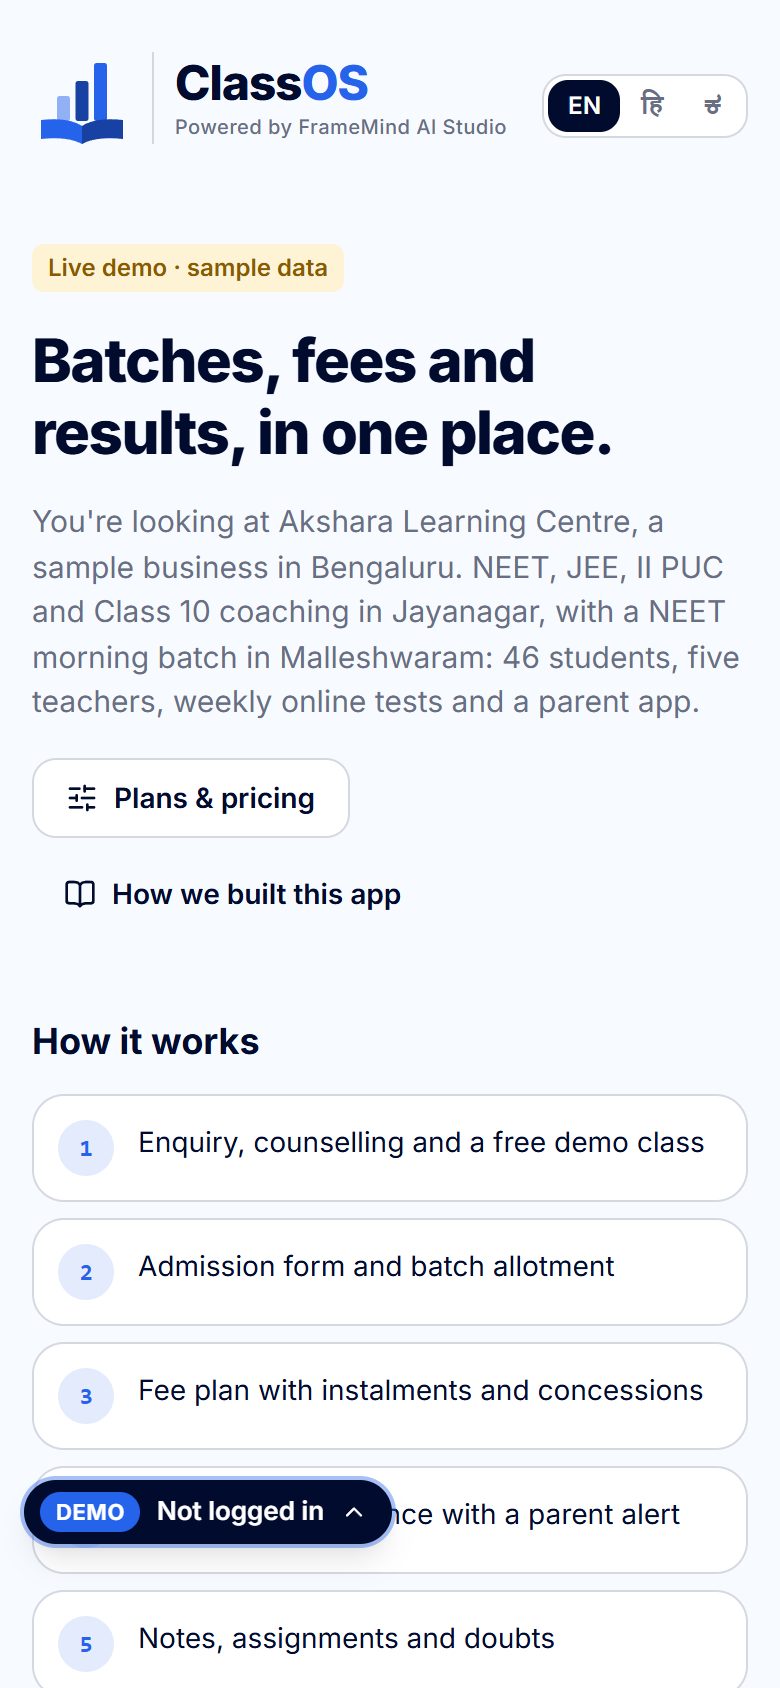 ClassOS
Powered by FrameMind AI Studio
EN हि ಕ
Live demo · sample data
Batches, fees and
results, in one place.
You're looking at Akshara Learning Centre, a
sample business in Bengaluru. NEET, JEE, II PUC
and Class 10 coaching in Jayanagar, with a NEET
morning batch in Malleshwaram: 46 students, five
teachers, weekly online tests and a parent app.
Plans & pricing
How we built this app
How it works
1 Enquiry, counselling and a free demo class
2 Admission form and batch allotment
3 Fee plan with instalments and concessions
DEMO Not logged in
with a parent alert
5 Notes, assignments and doubts